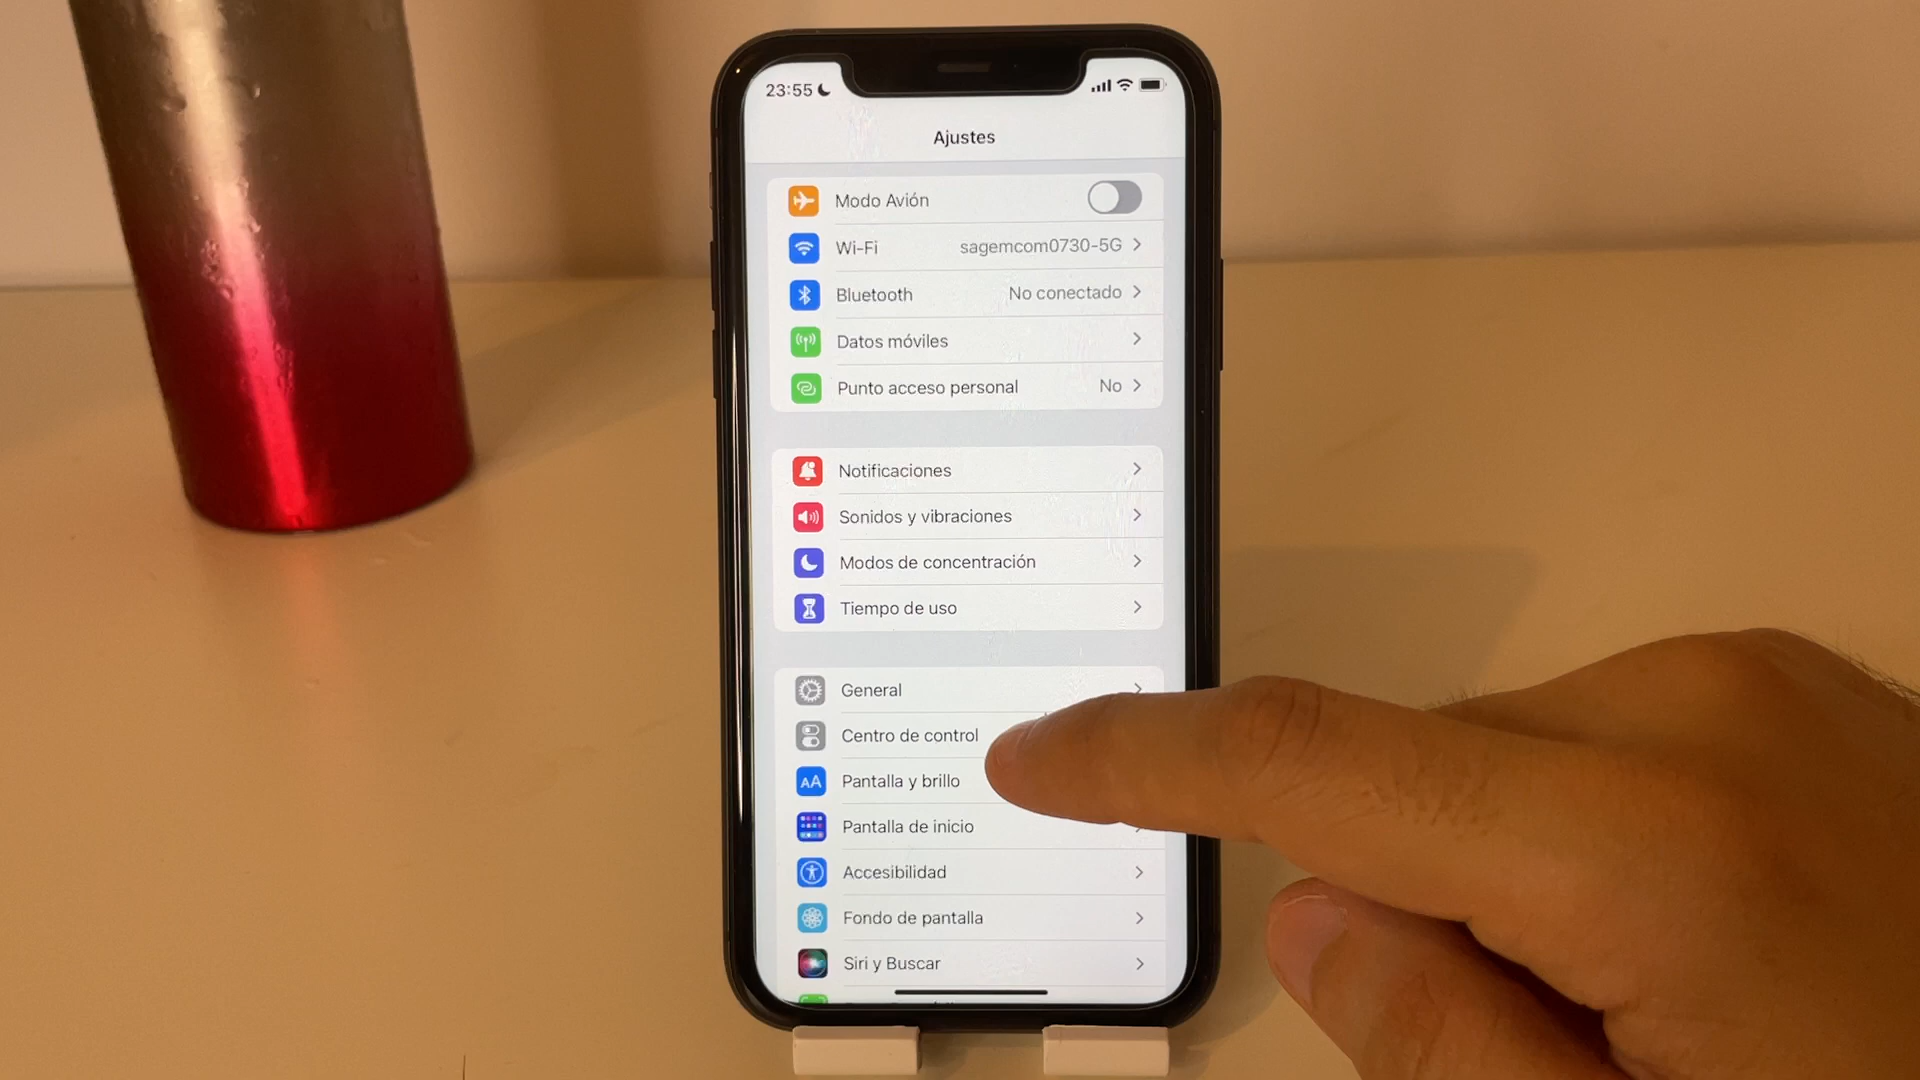 23:55
Ajustes
Modo Avión
Wi-Fi sagemcom0730-5G
Bluetooth No conectado
Datos móviles
Punto acceso personal No
Notificaciones
Sonidos y vibraciones
Modos de concentración
Tiempo de uso
General
Centro de control
AA Pantalla y brillo
Pantalla de inicio
Accesibilidad
Fondo de pantalla
Siri y Buscar